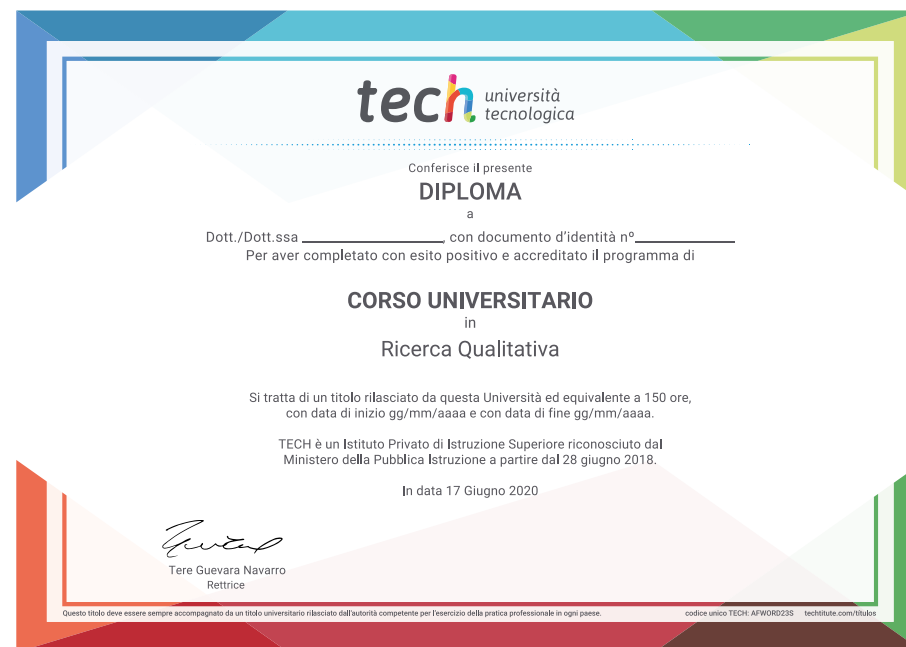 tech università
tecnologica
Conferisce il presente
DIPLOMA
a
Dott./Dott.ssa ____________, con documento d'identità nº____________
Per aver completato con esito positivo e accreditato il programma di
CORSO UNIVERSITARIO
in
Ricerca Qualitativa
Si tratta di un titolo rilasciato da questa Università ed equivalente a 150 ore,
con data di inizio gg/mm/aaaa e con data di fine gg/mm/aaaa.
TECH è un Istituto Privato di Istruzione Superiore riconosciuto dal
Ministero della Pubblica Istruzione a partire dal 28 giugno 2018.
In data 17 Giugno 2020
Tere Guevara Navarro
Rettrice
Questo titolo deve essere sempre accompagnato da un titolo universitario rilasciato dall'autorità competente per l'esercizio della pratica professionale in ogni paese. codice unico TECH: AFWORD23S techtitute.com/títulos